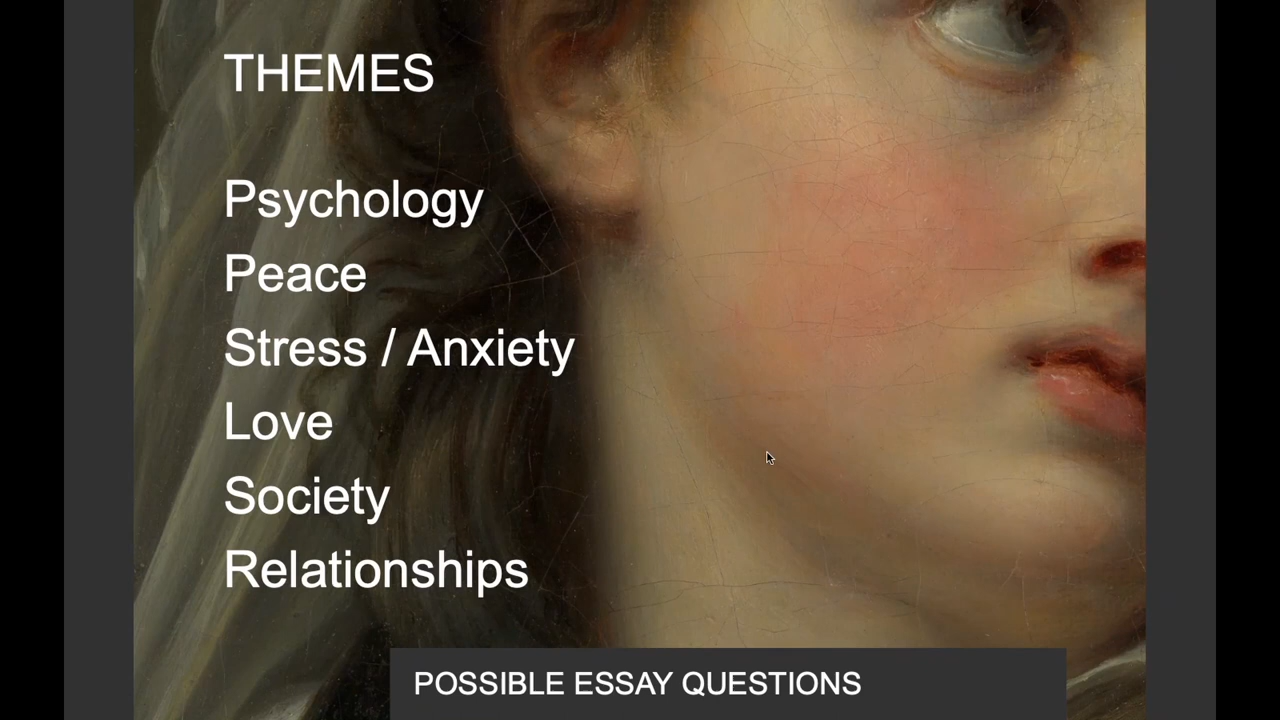 THEMES
Psychology
Peace
Stress / Anxiety
Love
Society
Relationships
POSSIBLE ESSAY QUESTIONS